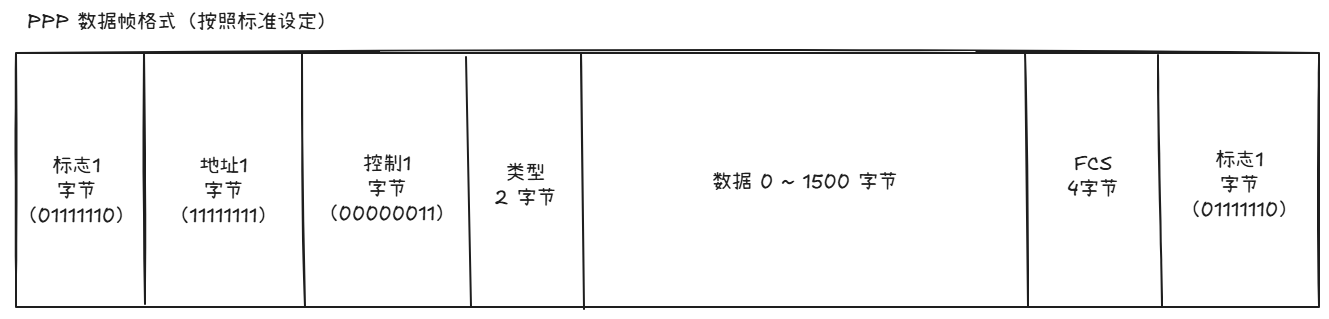 PPP 数据帧格式（按照标准设定）
标志1
字节
（01111110）
地址1
字节
（11111111）
控制1
字节
（00000011）
类型
2 字节
数据 0 ~ 1500 字节
FCS
4字节
标志1
字节
（01111110）